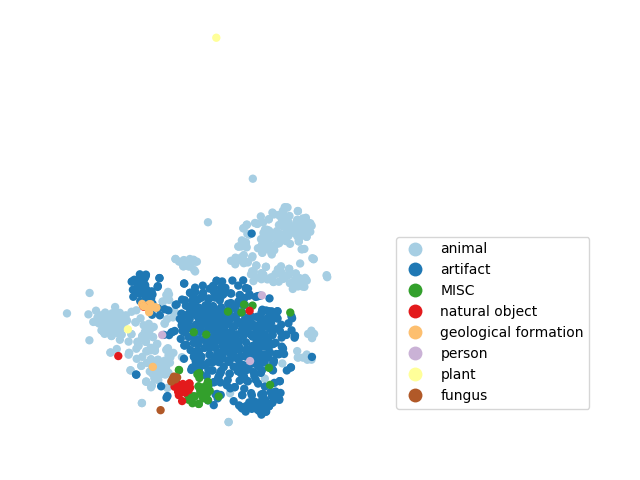 animal
artifact
MISC
natural object
geological formation
person
plant
fungus